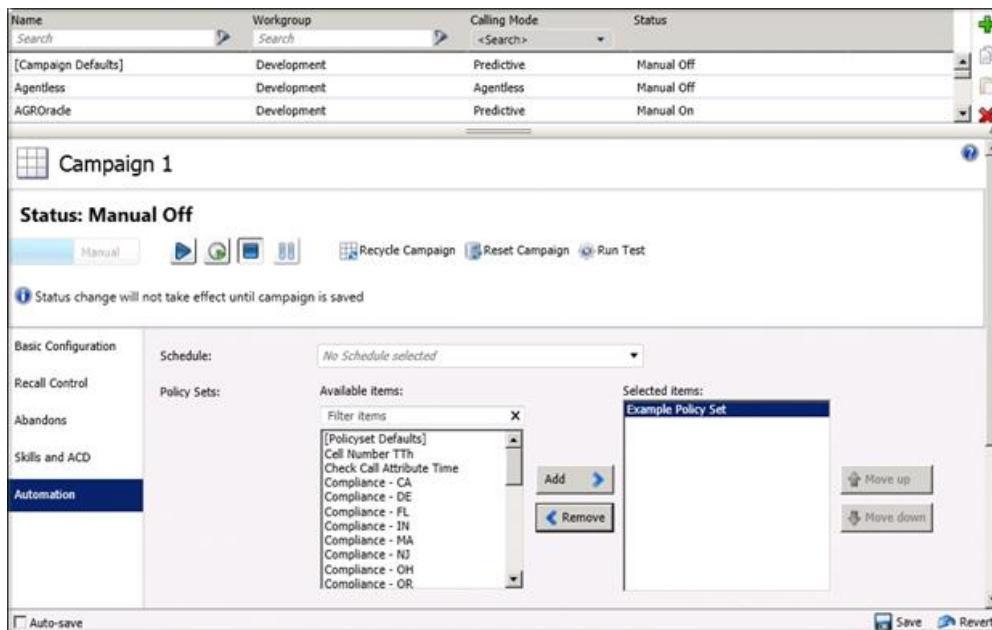 Name Workgroup Calling Mode Status
Search Search <Search>
[Campaign Defaults] Development Predictive Manual Off
Agentless Development Agentless Manual Off
AGROracle Development Predictive Manual On
Campaign 1
Status: Manual Off
Manual Recycle Campaign Reset Campaign Run Test
Status change will not take effect until campaign is saved
Basic Configuration
Recall Control
Abandons
Skills and ACD
Automation
Schedule: No Schedule selected
Policy Sets: Available items: Selected items:
Filter items X Example Policy Set
[Policyset Defaults]
Cell Number TTh
Check Call Attribute Time
Compliance - CA
Compliance - DE
Compliance - FL
Compliance - IN
Compliance - MA
Compliance - NJ
Compliance - OH
Compliance - OR
Add
Remove
Move up
Move down
Auto-save Save Revert